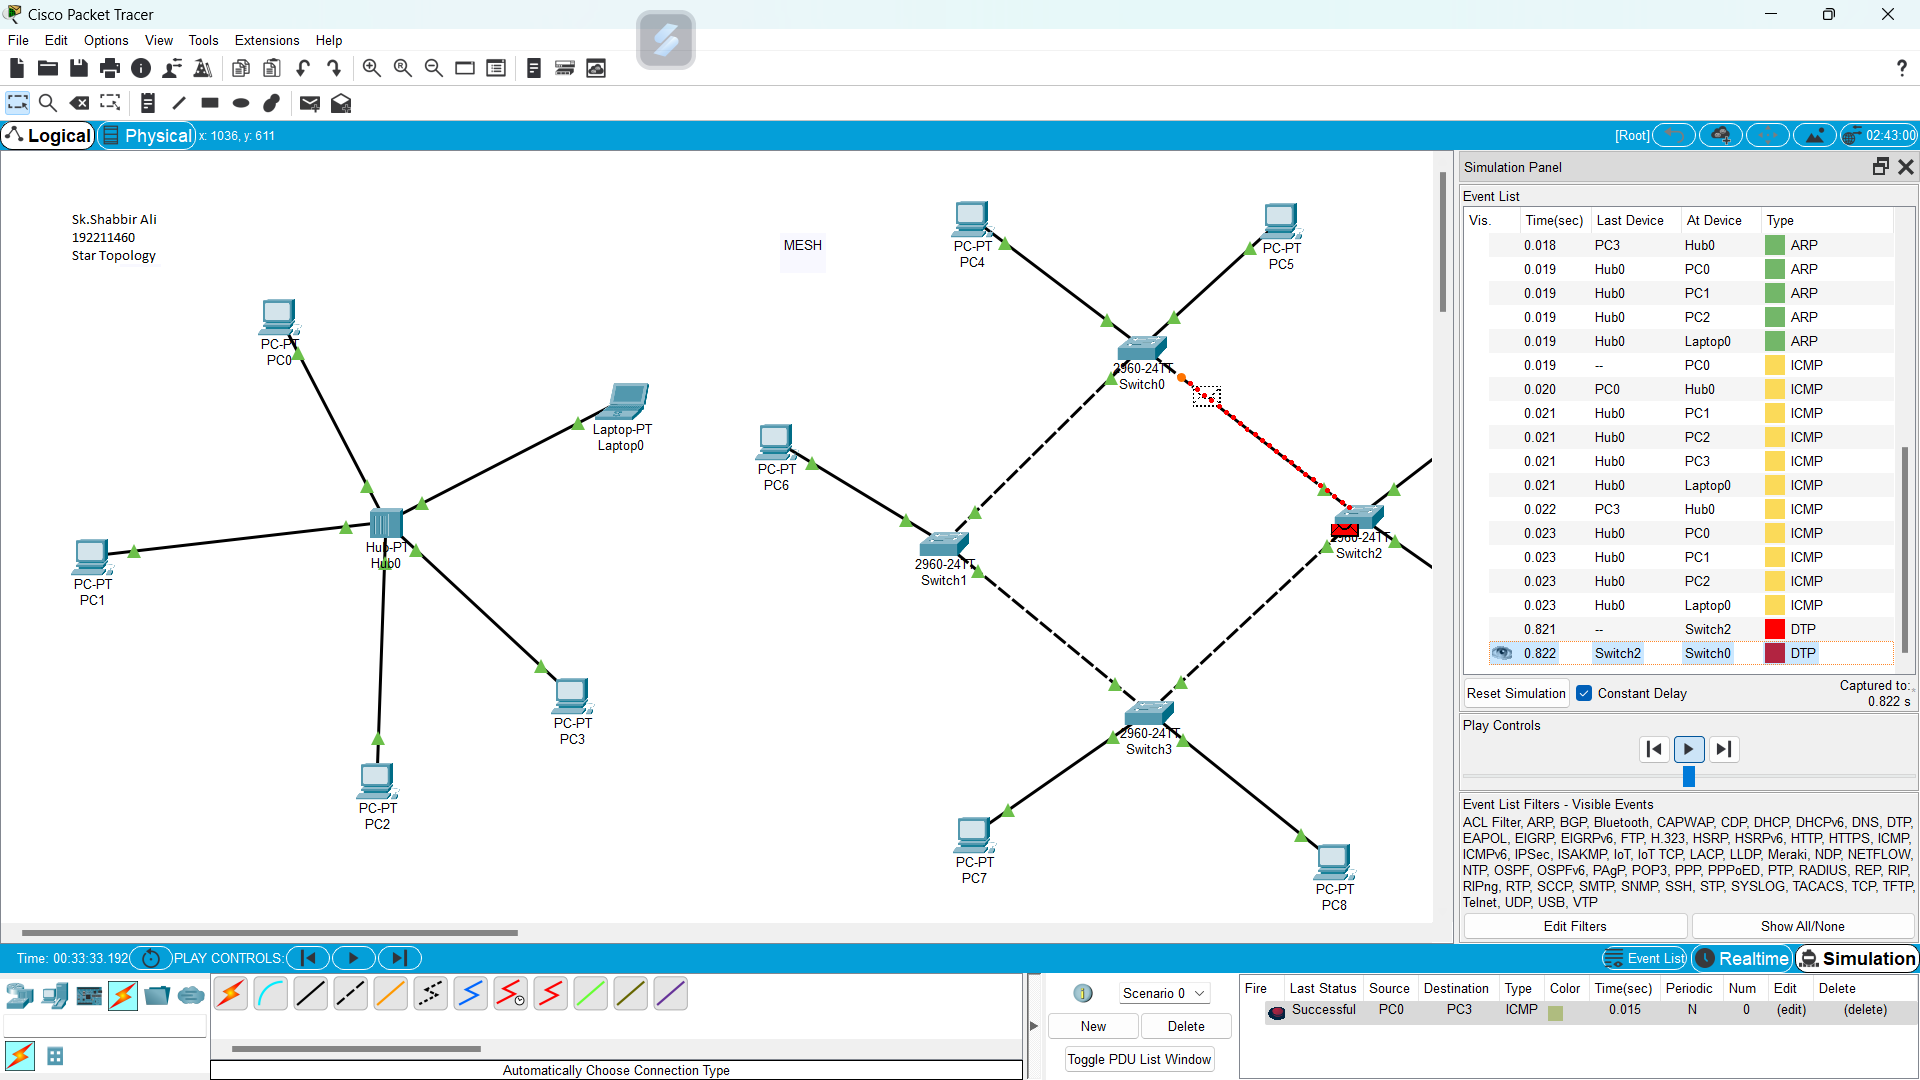 Cisco Packet Tracer
File Edit Options View Tools Extensions Help
Logical Physical x: 1036, y: 611 [Root] 02:43:00
Sk.Shabbir Ali
192211460
Star Topology
MESH
PC-PT
PC0
Laptop-PT
Laptop0
Hub-PT
Hub0
PC-PT
PC1
PC-PT
PC2
PC-PT
PC3
PC-PT
PC4
PC-PT
PC5
2960-24TT
Switch0
PC-PT
PC6
2960-24TT
Switch1
2960-24TT
Switch2
2960-24TT
Switch3
PC-PT
PC7
PC-PT
PC8
Simulation Panel
Event List
Vis. Time(sec) Last Device At Device Type
0.018 PC3 Hub0 ARP
0.019 Hub0 PC0 ARP
0.019 Hub0 PC1 ARP
0.019 Hub0 PC2 ARP
0.019 Hub0 Laptop0 ARP
0.019 -- PC0 ICMP
0.020 PC0 Hub0 ICMP
0.021 Hub0 PC1 ICMP
0.021 Hub0 PC2 ICMP
0.021 Hub0 PC3 ICMP
0.021 Hub0 Laptop0 ICMP
0.022 PC3 Hub0 ICMP
0.023 Hub0 PC0 ICMP
0.023 Hub0 PC1 ICMP
0.023 Hub0 PC2 ICMP
0.023 Hub0 Laptop0 ICMP
0.821 -- Switch2 DTP
0.822 Switch2 Switch0 DTP
Reset Simulation Constant Delay Captured to:
0.822 s
Play Controls
Event List Filters - Visible Events
ACL Filter, ARP, BGP, Bluetooth, CAPWAP, CDP, DHCP, DHCPv6, DNS, DTP,
EAPOL, EIGRP, EIGRPv6, FTP, H.323, HSRP, HSRPv6, HTTP, HTTPS, ICMP,
ICMPv6, IPSec, ISAKMP, IoT, IoT TCP, LACP, LLDP, Meraki, NDP, NETFLOW,
NTP, OSPF, OSPFv6, PAgP, POP3, PPP, PPPoED, PTP, RADIUS, REP, RIP,
RIPng, RTP, SCCP, SMTP, SNMP, SSH, STP, SYSLOG, TACACS, TCP, TFTP,
Telnet, UDP, USB, VTP
Edit Filters Show All/None
Time: 00:33:33.192 PLAY CONTROLS: Event List Realtime Simulation
Automatically Choose Connection Type
Scenario 0
New Delete
Toggle PDU List Window
Fire Last Status Source Destination Type Color Time(sec) Periodic Num Edit Delete
Successful PC0 PC3 ICMP 0.015 N 0 (edit) (delete)